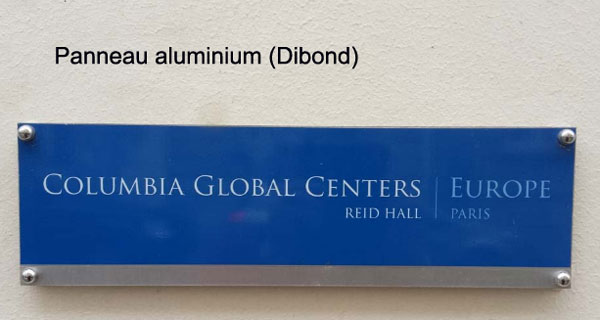 Panneau aluminium (Dibond)
COLUMBIA GLOBAL CENTERS | EUROPE
REID HALL | PARIS